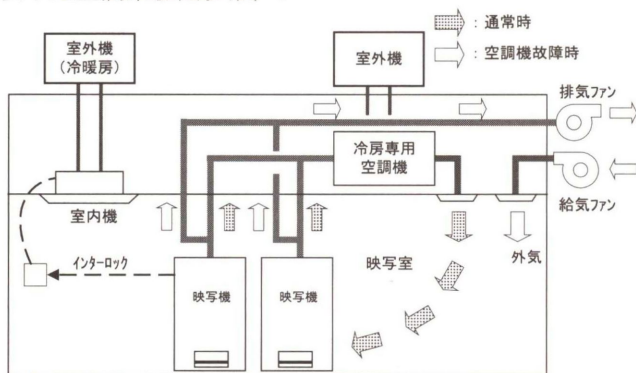 : 通常時
: 空調機故障時
室外機
(冷暖房)
室外機
排気ファン
冷房専用
空調機
給気ファン
室内機
外気
映写室
インターロック
映写機
映写機